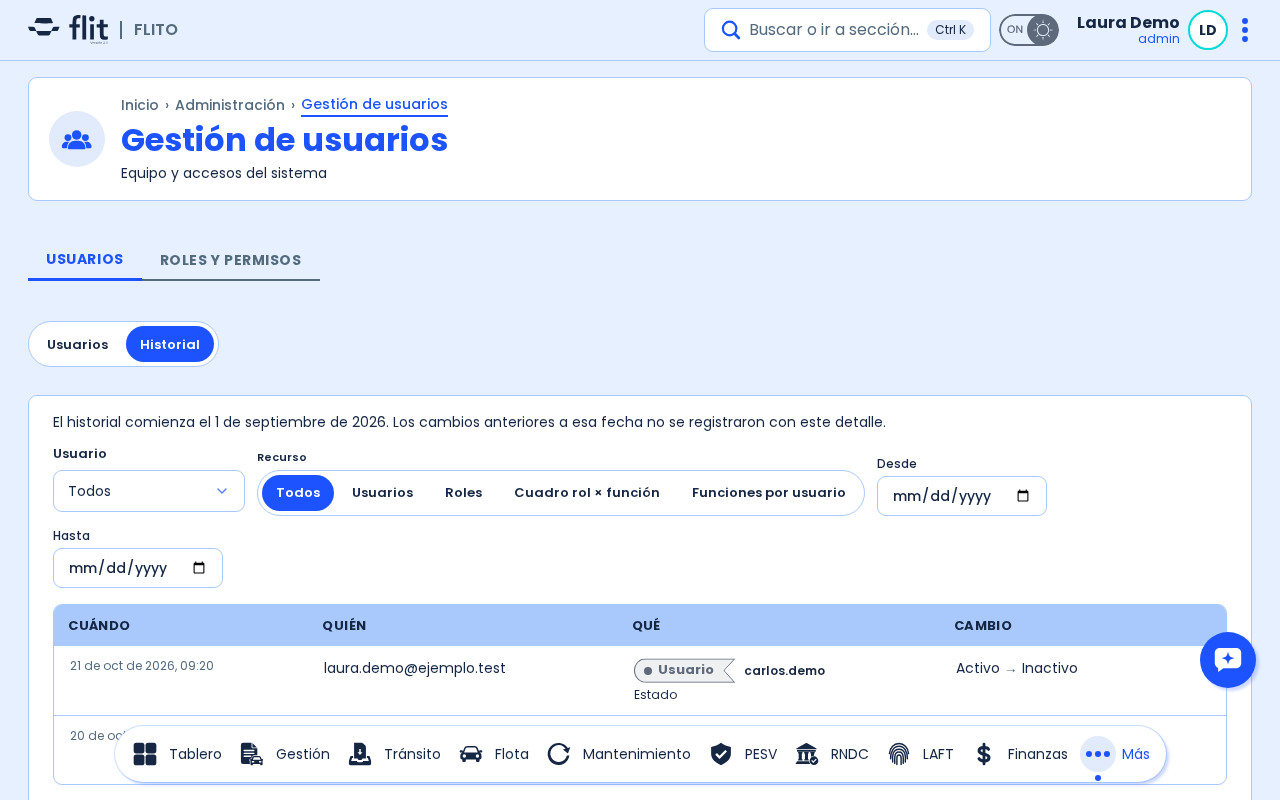 flit
FLITO
Buscar o ir a sección...
Ctrl K
ON
Laura Demo
admin
LD
Inicio › Administración › Gestión de usuarios
Gestión de usuarios
Equipo y accesos del sistema
USUARIOS
ROLES Y PERMISOS
Usuarios
Historial
El historial comienza el 1 de septiembre de 2026. Los cambios anteriores a esa fecha no se registraron con este detalle.
Usuario
Todos
Recurso
Todos
Usuarios
Roles
Cuadro rol × función
Funciones por usuario
Desde
mm/dd/yyyy
Hasta
mm/dd/yyyy
CUÁNDO
QUIÉN
QUÉ
CAMBIO
21 de oct de 2026, 09:20
laura.demo@ejemplo.test
Usuario
carlos.demo
Estado
Activo → Inactivo
20 de
Tablero
Gestión
Tránsito
Flota
Mantenimiento
PESV
RNDC
LAFT
Finanzas
Más